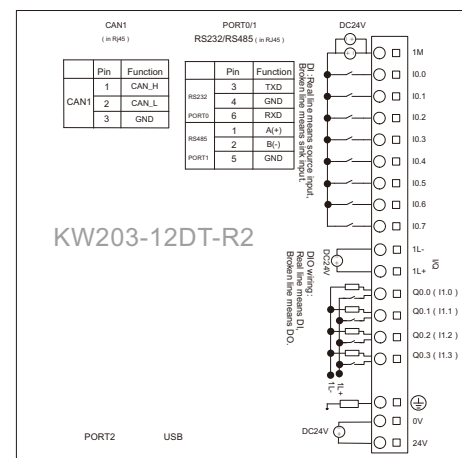 CAN1
( in Rj45 )
Pin Function
CAN1
1 CAN_H
2 CAN_L
3 GND
PORT0/1
RS232/RS485 ( in RJ45 )
Pin Function
RS232
PORT0
3 TXD
4 GND
6 RXD
RS485
PORT1
1 A(+)
2 B(-)
5 GND
DI :Real line means source input,
Broken line means sink input.
DC24V
1M
I0.0
I0.1
I0.2
I0.3
I0.4
I0.5
I0.6
I0.7
KW203-12DT-R2
DIO wiring:
Real line means DI,
Broken line means DO.
DC24V
1L-
I/Q
1L+
Q0.0 ( I1.0 )
Q0.1 ( I1.1 )
Q0.2 ( I1.2 )
Q0.3 ( I1.3 )
1L-
1L+
DC24V
0V
24V
PORT2 USB